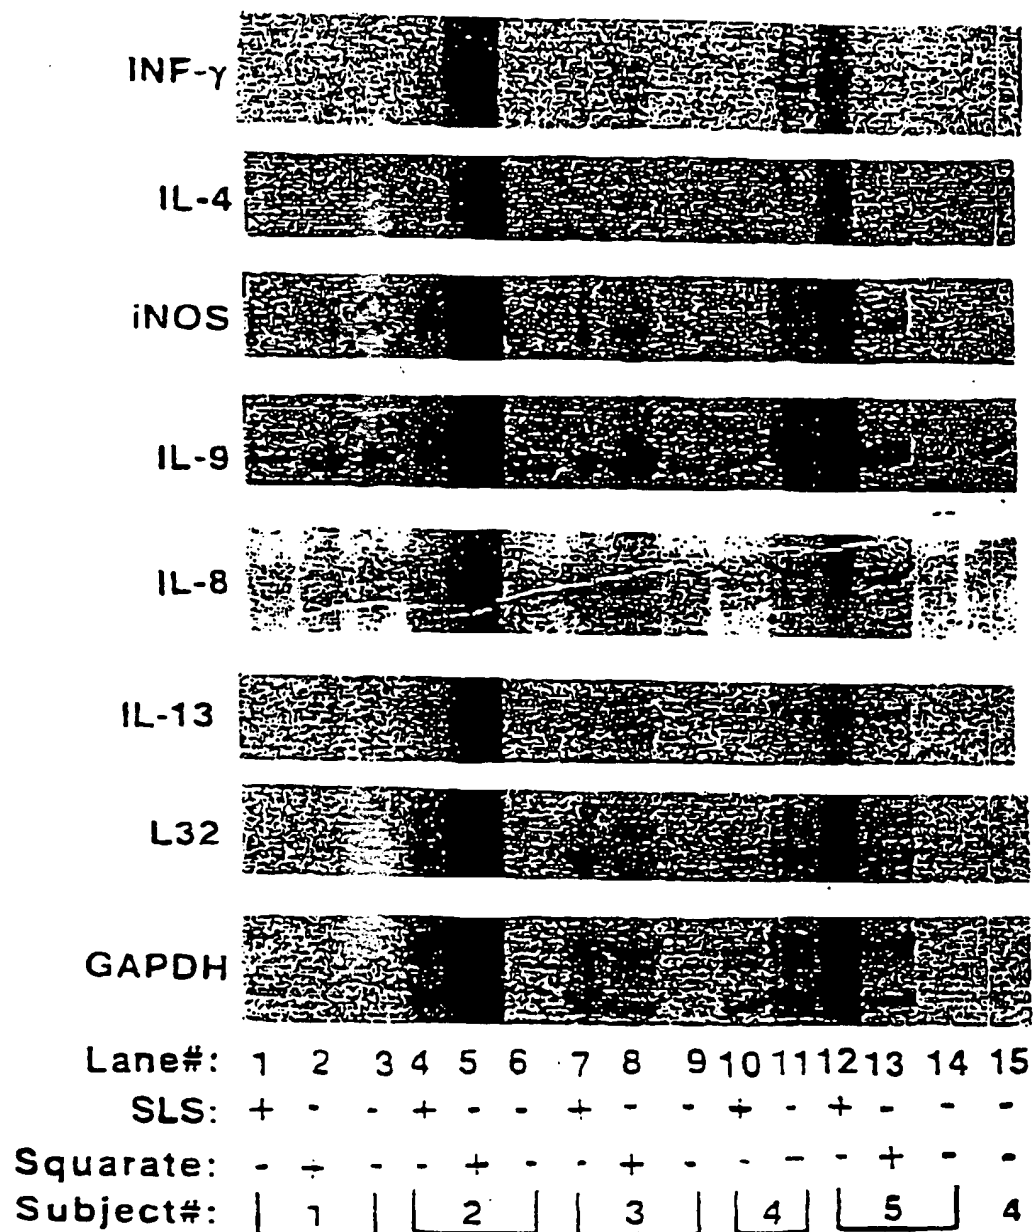 INF-γ
IL-4
iNOS
IL-9
IL-8
IL-13
L32
GAPDH
Lane#: 1 2 3 4 5 6 7 8 9 10 11 12 13 14 15
SLS: + - - + - - + - - + - + - - -
Squarate: - + - - + - - + - - - - + - -
Subject#: 1 2 3 4 5 4